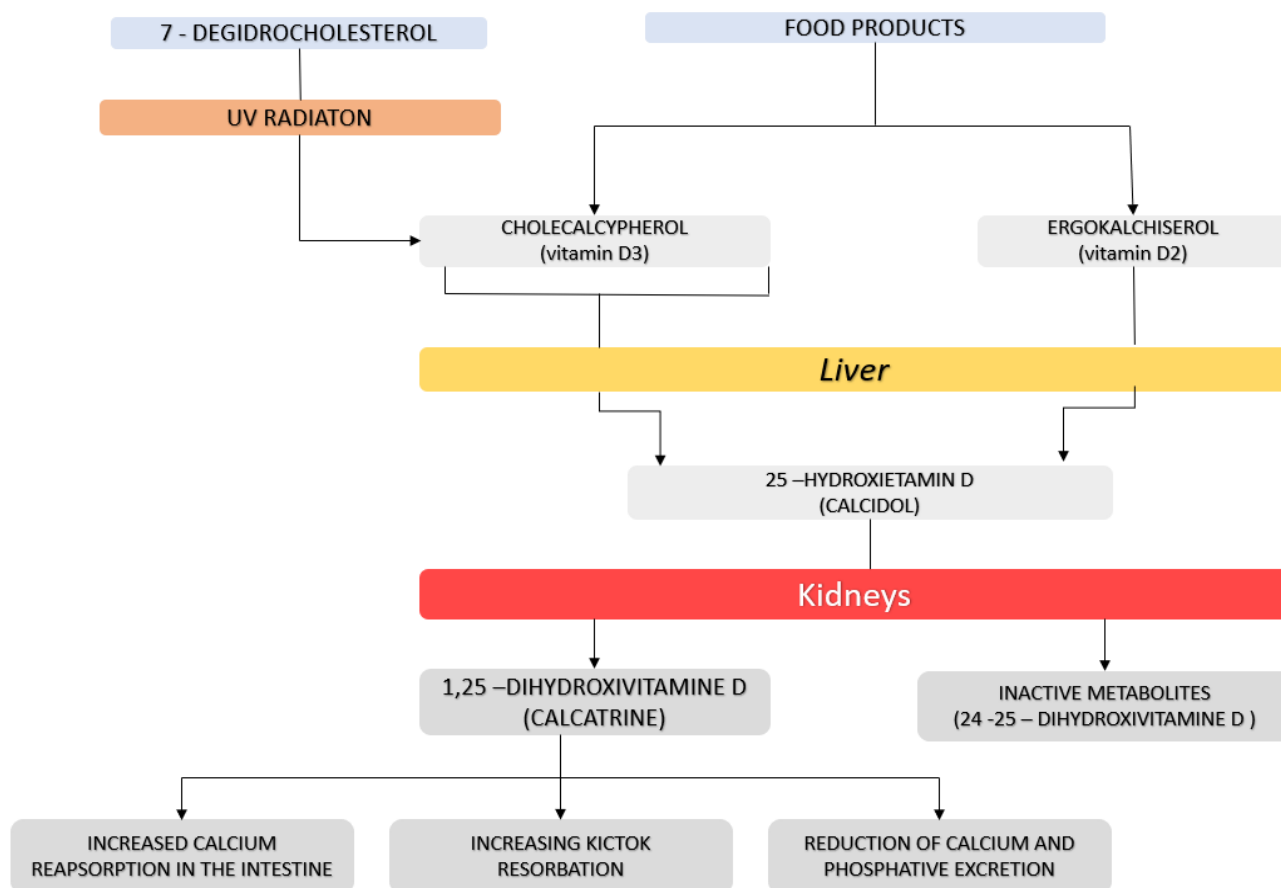 7 - DEGIDROCHOLESTEROL
FOOD PRODUCTS
UV RADIATON
CHOLECALCYPHEROL
(vitamin D3)
ERGOKALCHISEROL
(vitamin D2)
Liver
25 –HYDROXIETAMIN D
(CALCIDOL)
Kidneys
1,25 –DIHYDROXIVITAMINE D
(CALCATRINE)
INACTIVE METABOLITES
(24 -25 – DIHYDROXIVITAMINE D )
INCREASED CALCIUM
REAPSORPTION IN THE INTESTINE
INCREASING KICTOK
RESORBATION
REDUCTION OF CALCIUM AND
PHOSPHATIVE EXCRETION